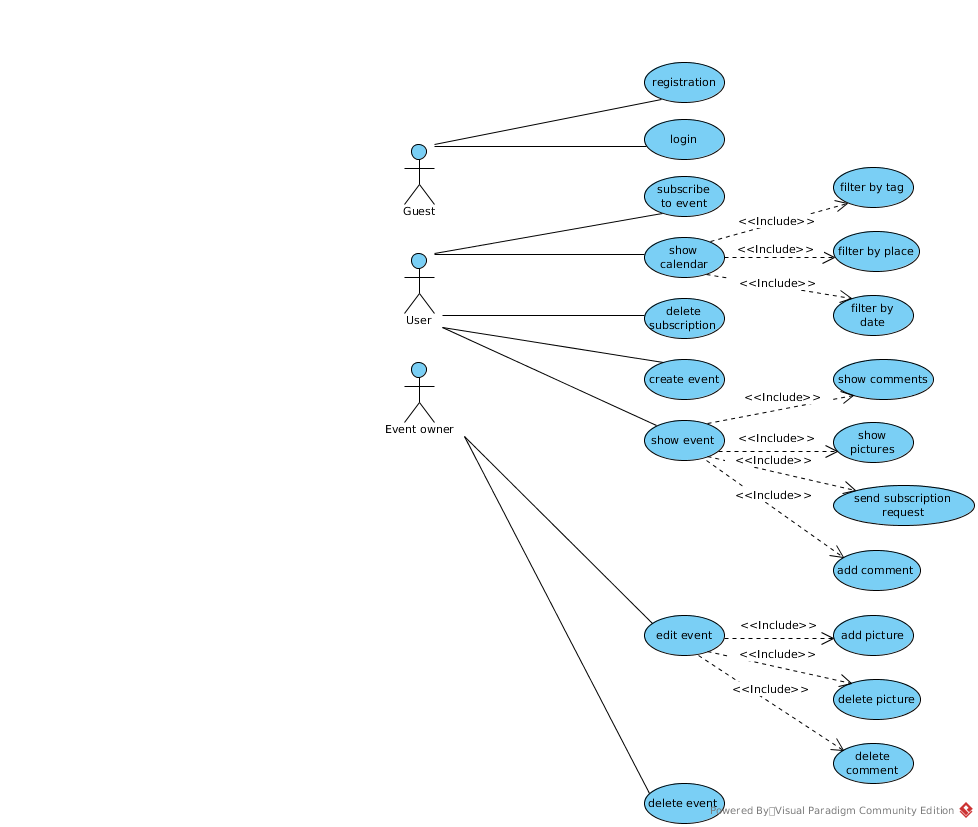 registration
login
Guest
subscribe
to event
filter by tag
<<Include>>
show
calendar
<<Include>>
filter by place
<<Include>>
filter by
date
User
delete
subscription
create event
show comments
<<Include>>
Event owner
show event
<<Include>>
show
pictures
<<Include>>
send subscription
request
<<Include>>
add comment
edit event
<<Include>>
add picture
<<Include>>
delete picture
<<Include>>
delete
comment
delete event
Powered By▯Visual Paradigm Community Edition